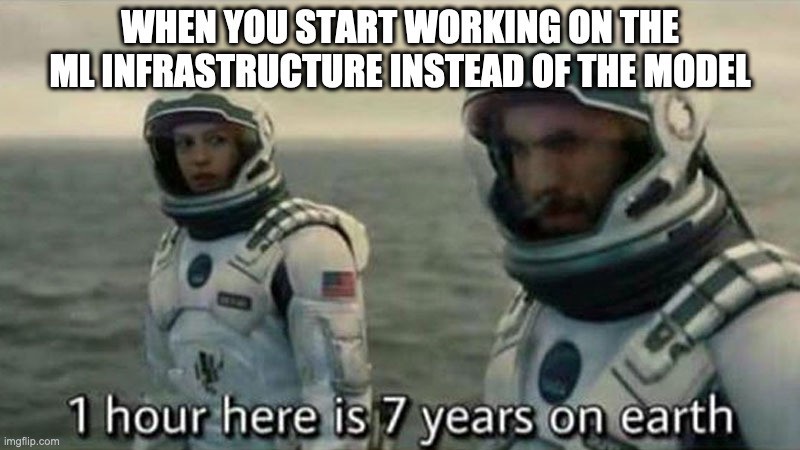 WHEN YOU START WORKING ON THE
ML INFRASTRUCTURE INSTEAD OF THE MODEL
1 hour here is 7 years on earth
imgflip.com